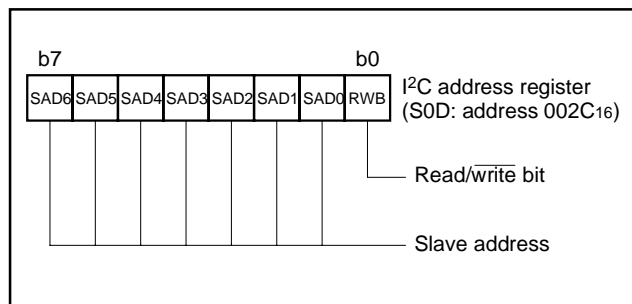 b7 b0
SAD6 SAD5 SAD4 SAD3 SAD2 SAD1 SAD0 RWB
I²C address register
(S0D: address 002C₁₆)
Read/w̅r̅i̅t̅e̅ bit
Slave address